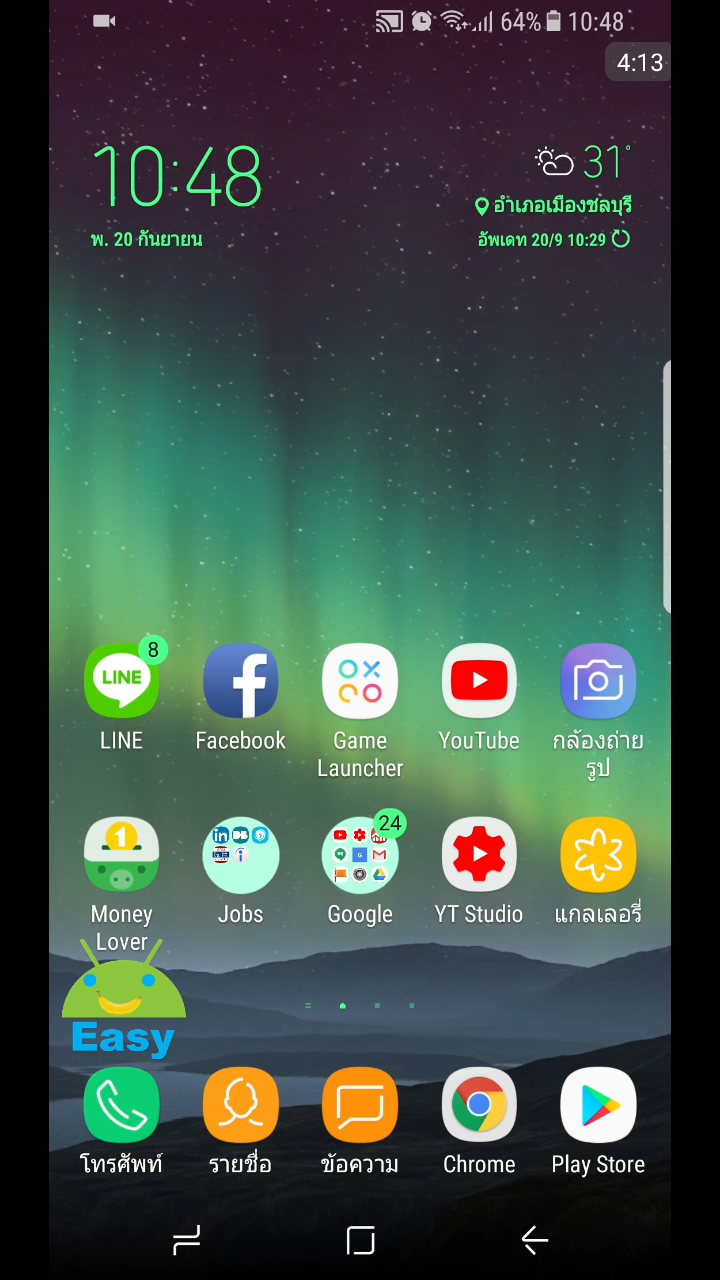 64% 10:48
4:13
10:48
31°
อำเภอเมืองชลบุรี
พ. 20 กันยายน
อัพเดท 20/9 10:29
8
LINE
LINE
Facebook
Game
Launcher
YouTube
กล้องถ่าย
รูป
1
24
Money
Lover
Jobs
Google
YT Studio
แกลเลอรี่
Easy
โทรศัพท์
รายชื่อ
ข้อความ
Chrome
Play Store